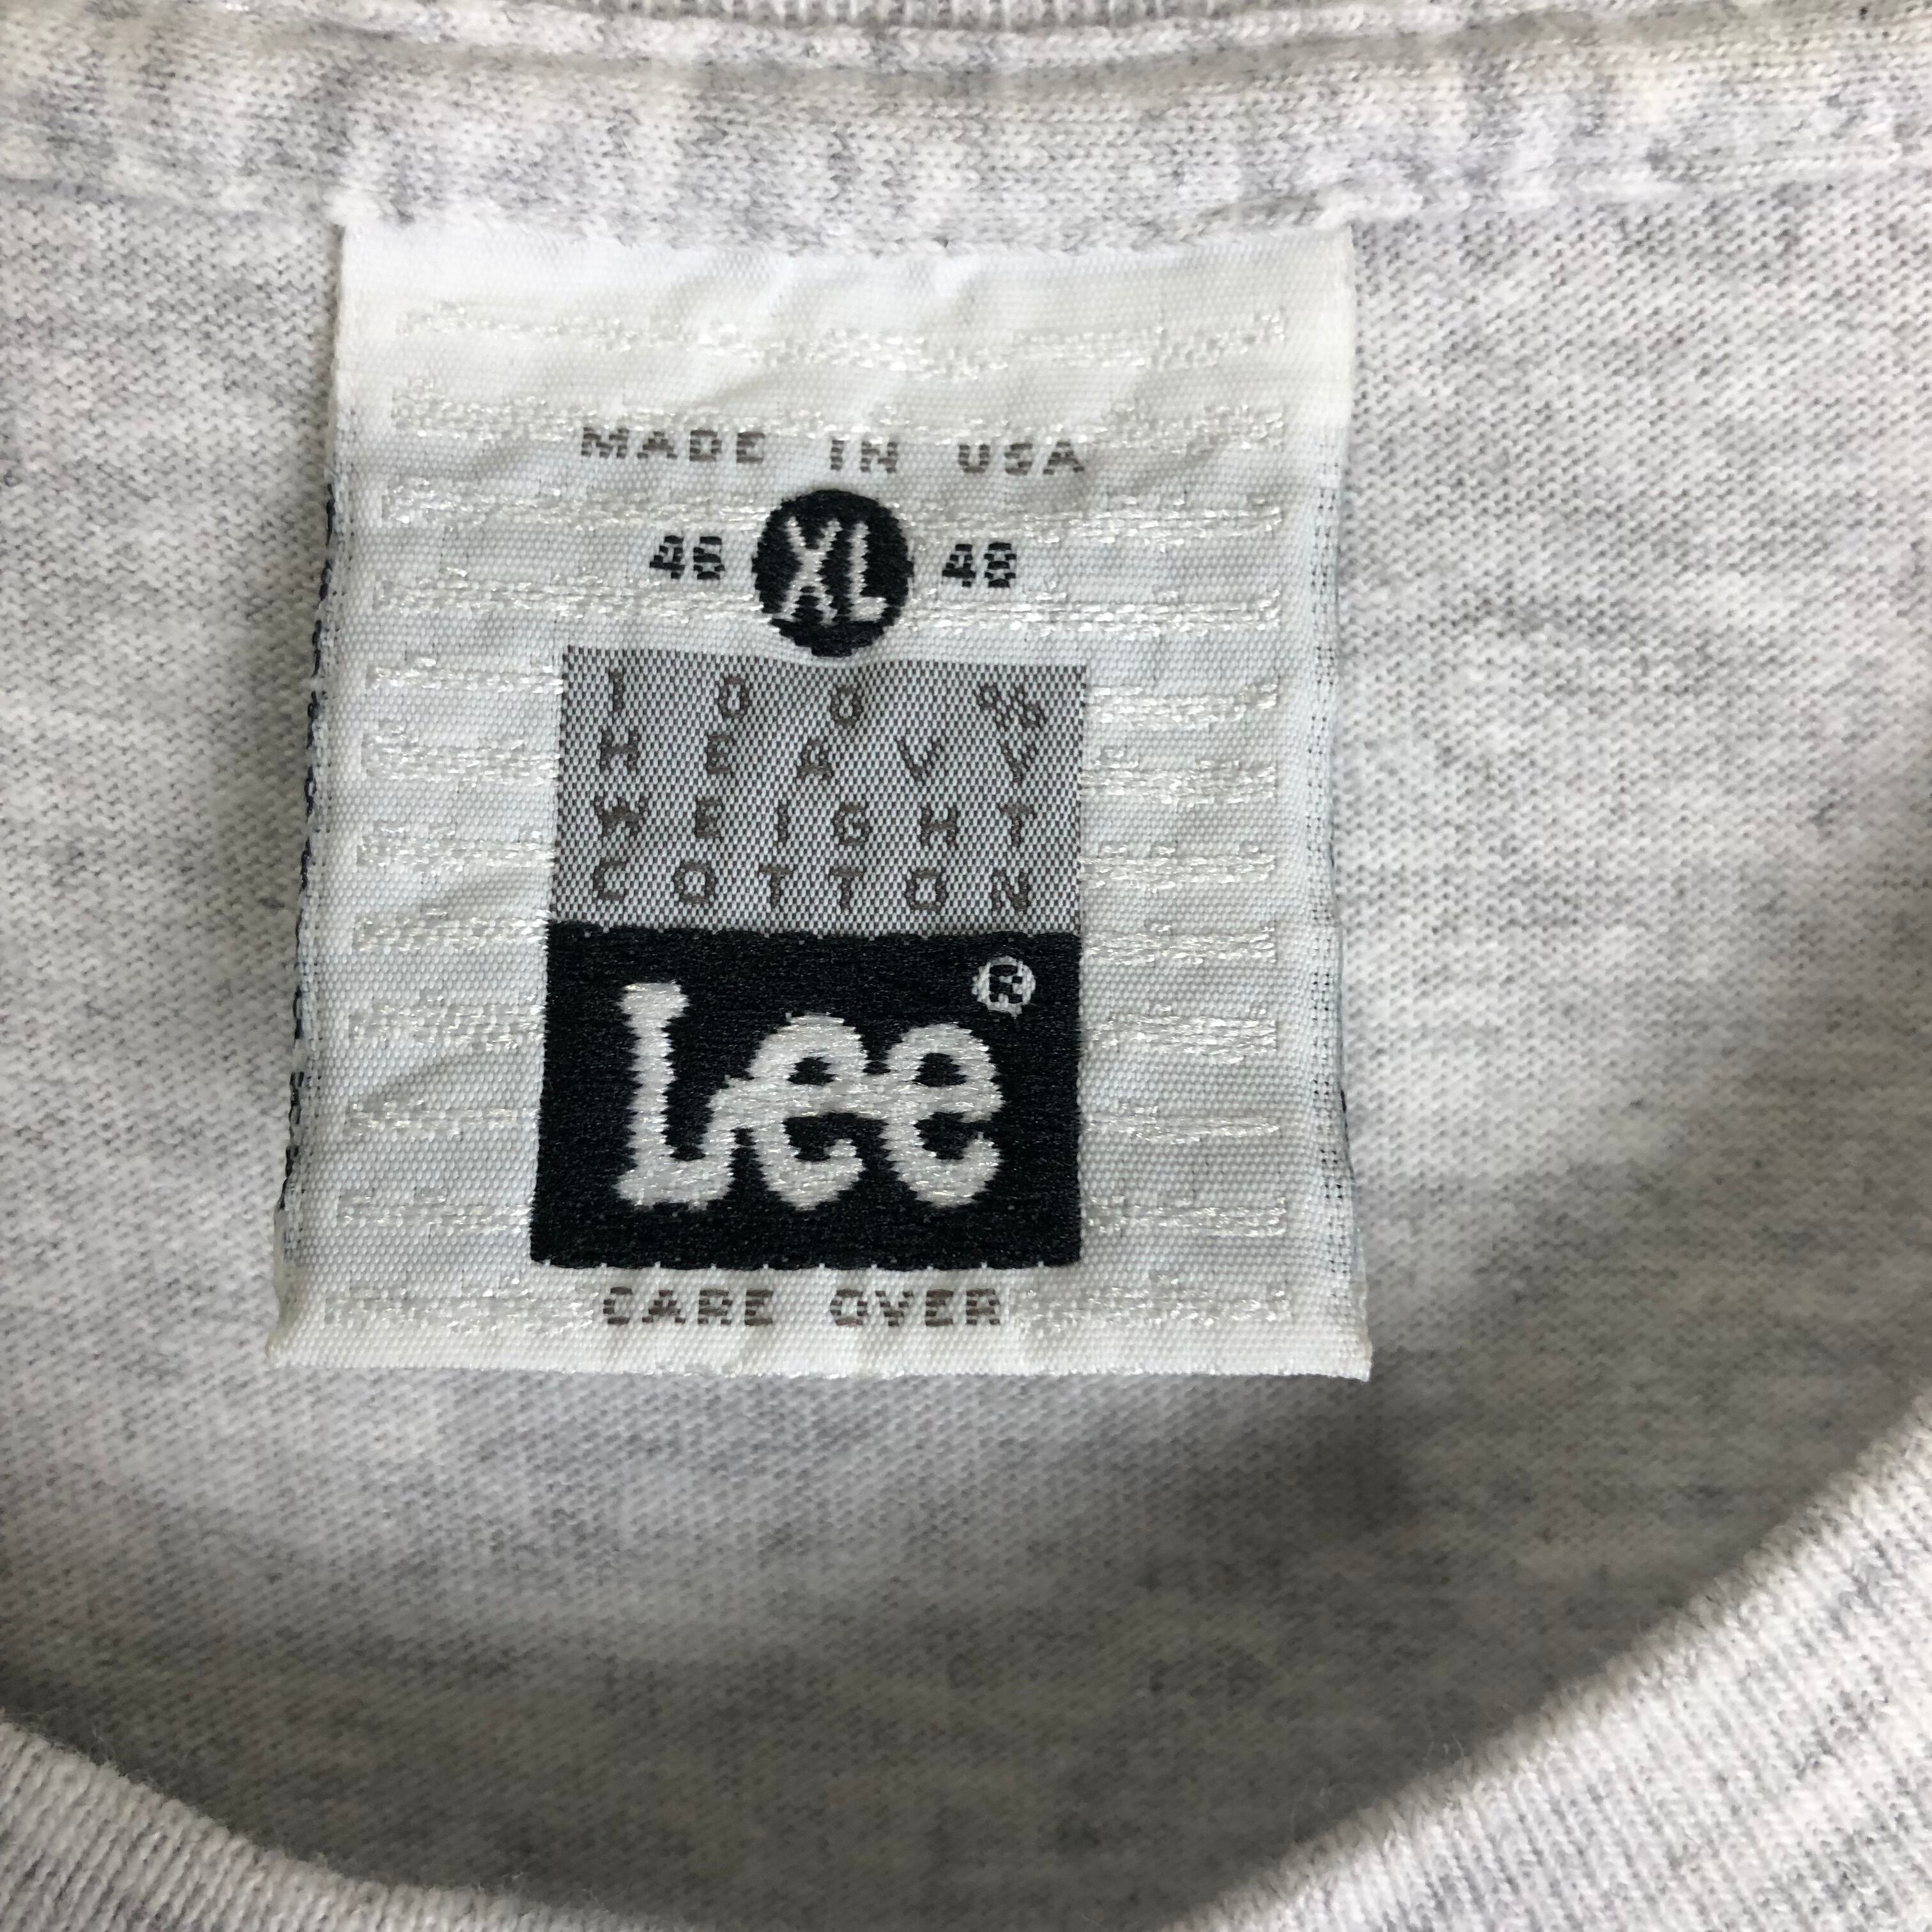 MADE IN USA
46 XL 48
100%
HEAVY
WEIGHT
COTTON
Lee®
CARE OVER